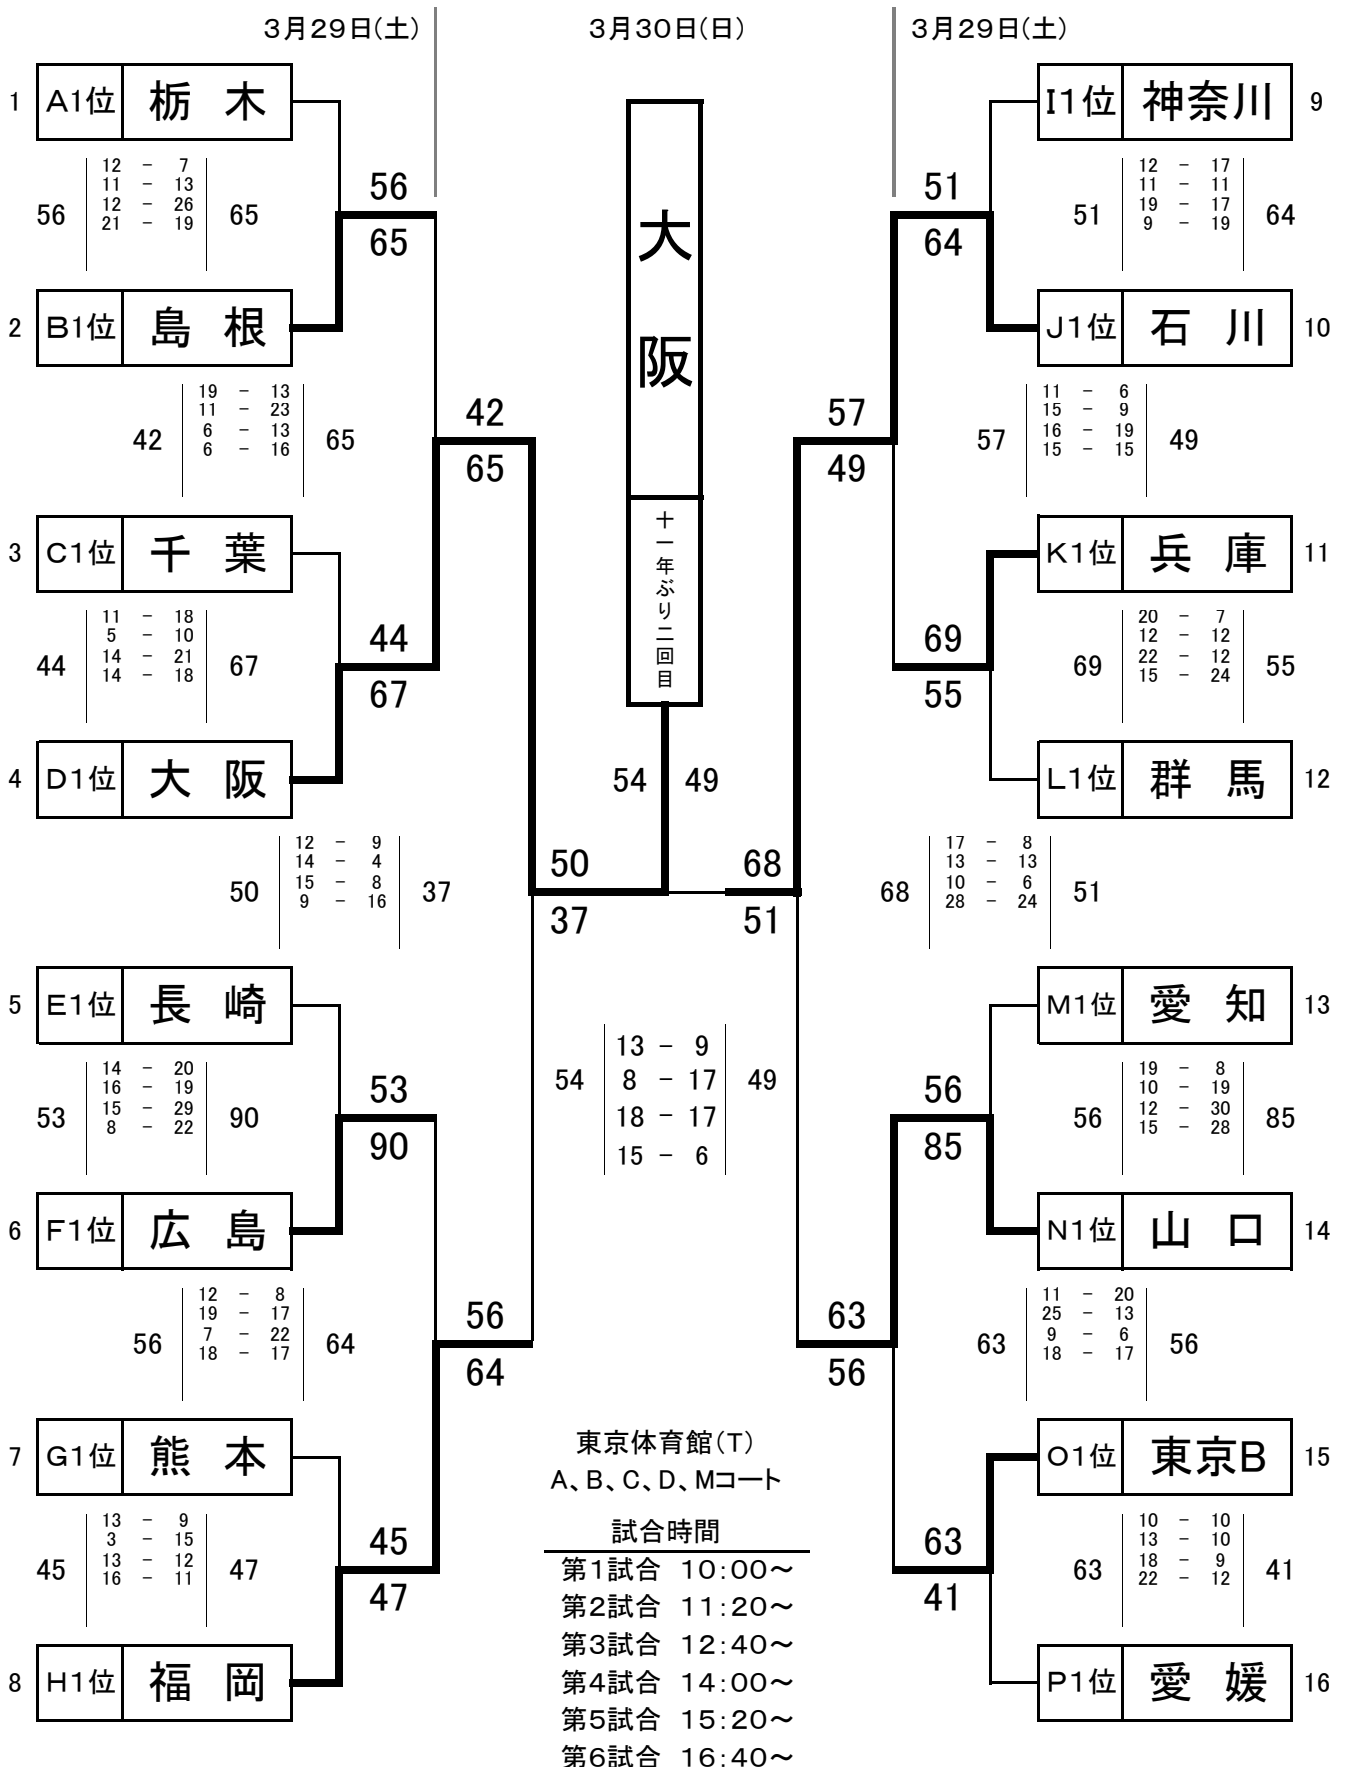 3月29日(土)
3月30日(日)
3月29日(土)
1 A1位 栃 木
56
12 － 7
11 － 13
12 － 26
21 － 19
65
56
65
2 B1位 島 根
42
19 － 13
11 － 23
6 － 13
6 － 16
65
42
65
3 C1位 千 葉
44
11 － 18
5 － 10
14 － 21
14 － 18
67
44
67
4 D1位 大 阪
50
12 － 9
14 － 4
15 － 8
9 － 16
37
50
37
5 E1位 長 崎
53
14 － 20
16 － 19
15 － 29
8 － 22
90
53
90
6 F1位 広 島
56
12 － 8
19 － 17
7 － 22
18 － 17
64
56
64
7 G1位 熊 本
45
13 － 9
3 － 15
13 － 12
16 － 11
47
45
47
8 H1位 福 岡
大阪
十一年ぶり二回目
54 49
54
13 － 9
8 － 17
18 － 17
15 － 6
49
I1位 神奈川 9
51
64
51
12 － 17
11 － 11
19 － 17
9 － 19
64
J1位 石 川 10
57
49
57
11 － 6
15 － 9
16 － 19
15 － 15
49
K1位 兵 庫 11
69
55
69
20 － 7
12 － 12
22 － 12
15 － 24
55
L1位 群 馬 12
68
51
68
17 － 8
13 － 13
10 － 6
28 － 24
51
M1位 愛 知 13
56
85
56
19 － 8
10 － 19
12 － 30
15 － 28
85
N1位 山 口 14
63
56
63
11 － 20
25 － 13
9 － 6
18 － 17
56
O1位 東京B 15
63
41
63
10 － 10
13 － 10
18 － 9
22 － 12
41
P1位 愛 媛 16
東京体育館(T)
A、B、C、D、Mコート
試合時間
第1試合 10:00～
第2試合 11:20～
第3試合 12:40～
第4試合 14:00～
第5試合 15:20～
第6試合 16:40～